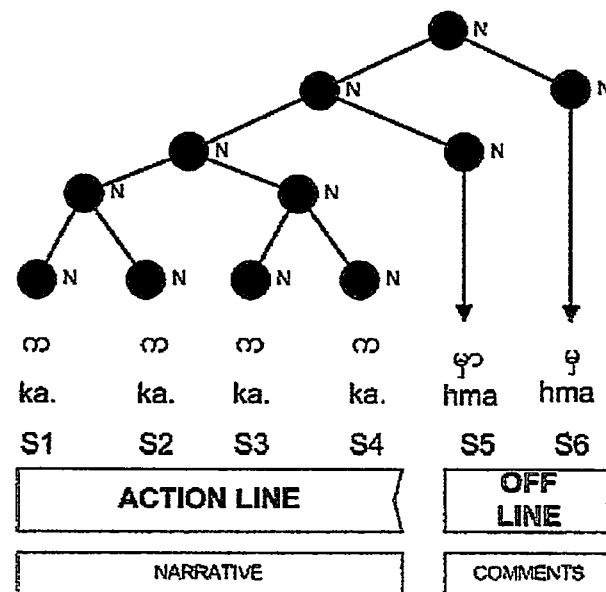 N
N N
N N
N N
N N N N
က က က က မှာ မှ
ka. ka. ka. ka. hma hma
S1 S2 S3 S4 S5 S6
ACTION LINE
OFF
LINE
NARRATIVE COMMENTS